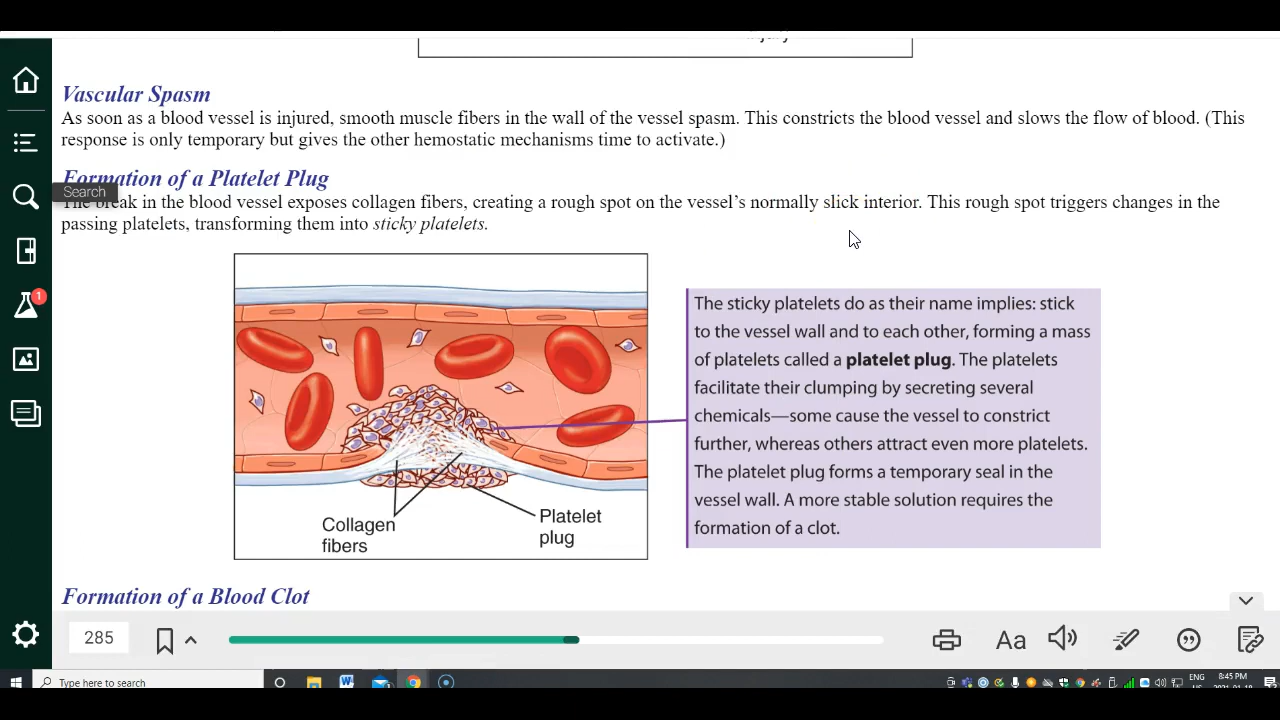 Vascular Spasm
As soon as a blood vessel is injured, smooth muscle fibers in the wall of the vessel spasm. This constricts the blood vessel and slows the flow of blood. (This
response is only temporary but gives the other hemostatic mechanisms time to activate.)
Formation of a Platelet Plug
Search
The break in the blood vessel exposes collagen fibers, creating a rough spot on the vessel's normally slick interior. This rough spot triggers changes in the
passing platelets, transforming them into sticky platelets.
1
The sticky platelets do as their name implies: stick
to the vessel wall and to each other, forming a mass
of platelets called a platelet plug. The platelets
facilitate their clumping by secreting several
chemicals—some cause the vessel to constrict
further, whereas others attract even more platelets.
The platelet plug forms a temporary seal in the
vessel wall. A more stable solution requires the
formation of a clot.
Collagen
fibers
Platelet
plug
Formation of a Blood Clot
285
Aa
Type here to search
ENG
8:45 PM